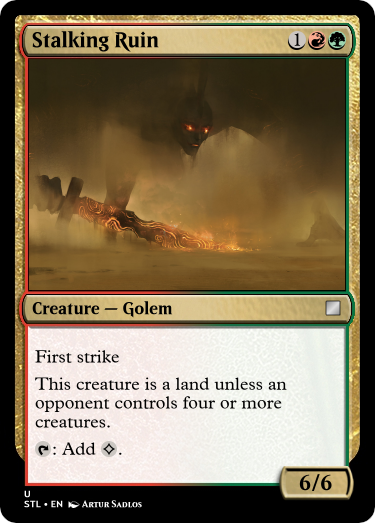 Stalking Ruin 1
Creature — Golem
First strike
This creature is a land unless an
opponent controls four or more
creatures.
: Add .
6/6
U
STL • EN Artur Sadlos